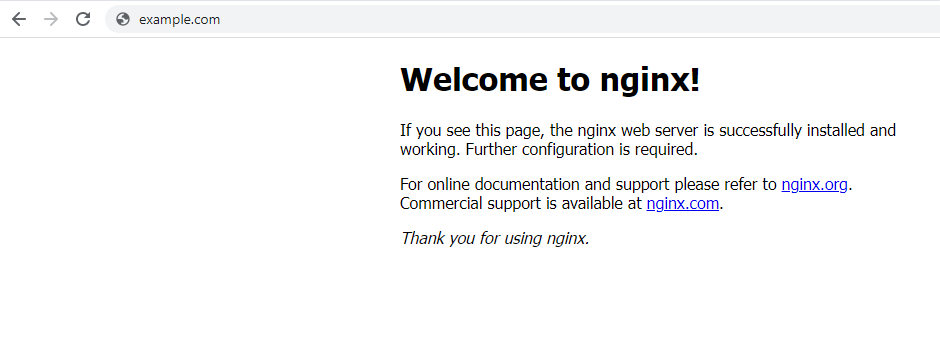 example.com
Welcome to nginx!
If you see this page, the nginx web server is successfully installed and
working. Further configuration is required.
For online documentation and support please refer to nginx.org.
Commercial support is available at nginx.com.
Thank you for using nginx.